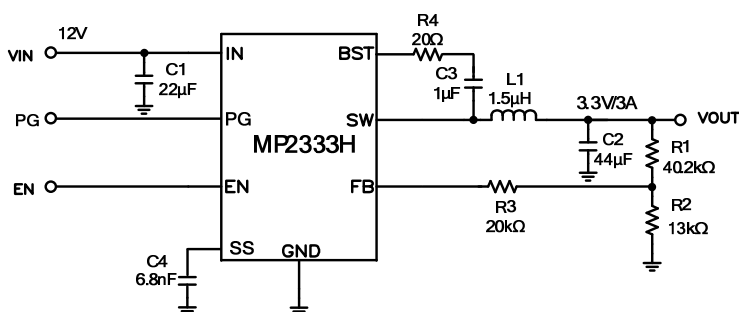 12V
VIN
IN
C1
22µF
PG
PG
EN
EN
SS
C4
6.8nF
GND
MP2333H
BST
R4
20Ω
C3
1µF
SW
L1
1.5µH
3.3V/3A
VOUT
C2
44µF
R1
40.2kΩ
FB
R3
20kΩ
R2
13kΩ